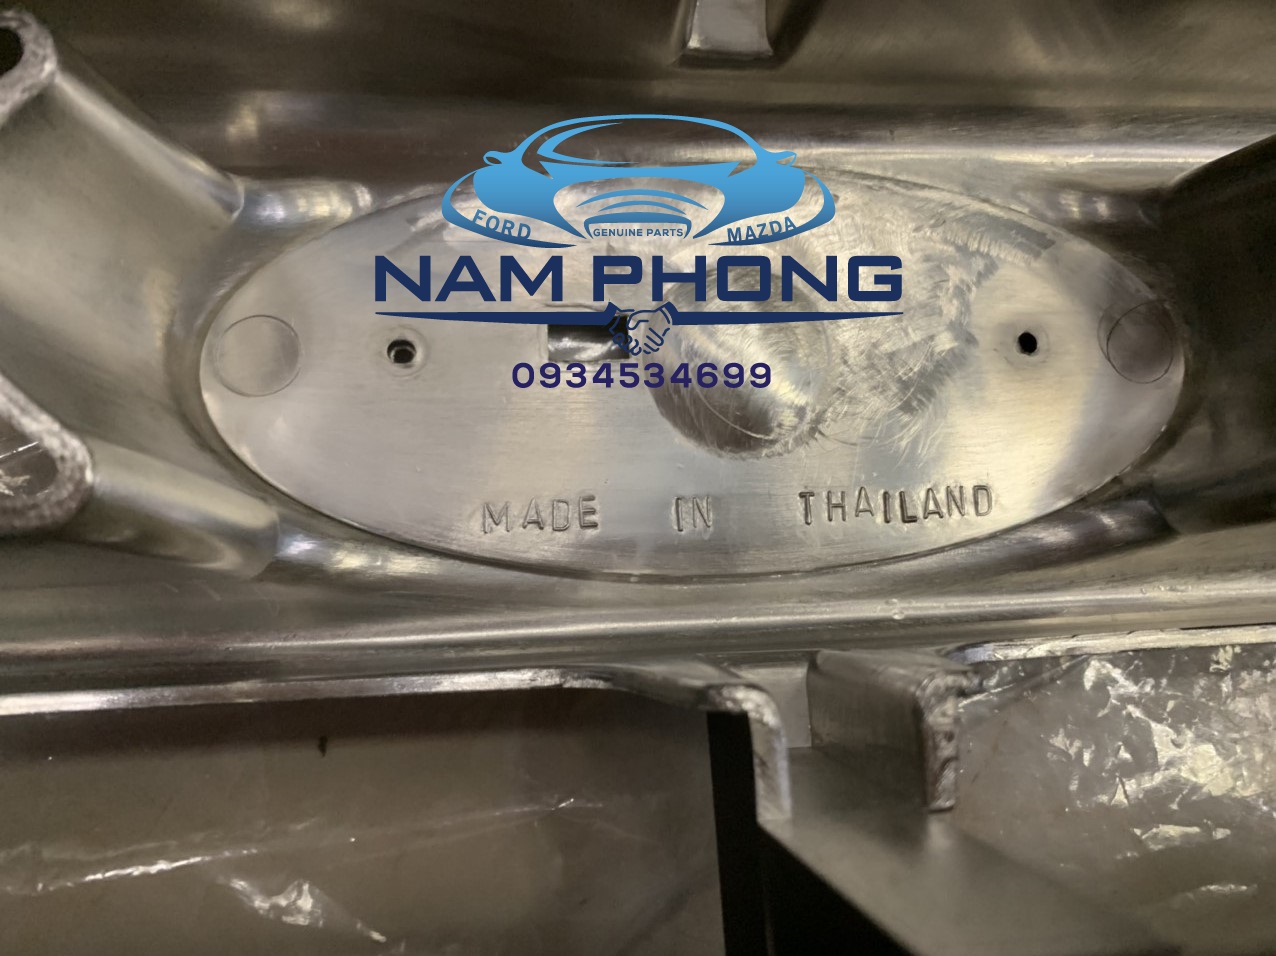 FORD GENUINE PARTS MAZDA
NAM PHONG
0934534699
MADE IN THAILAND